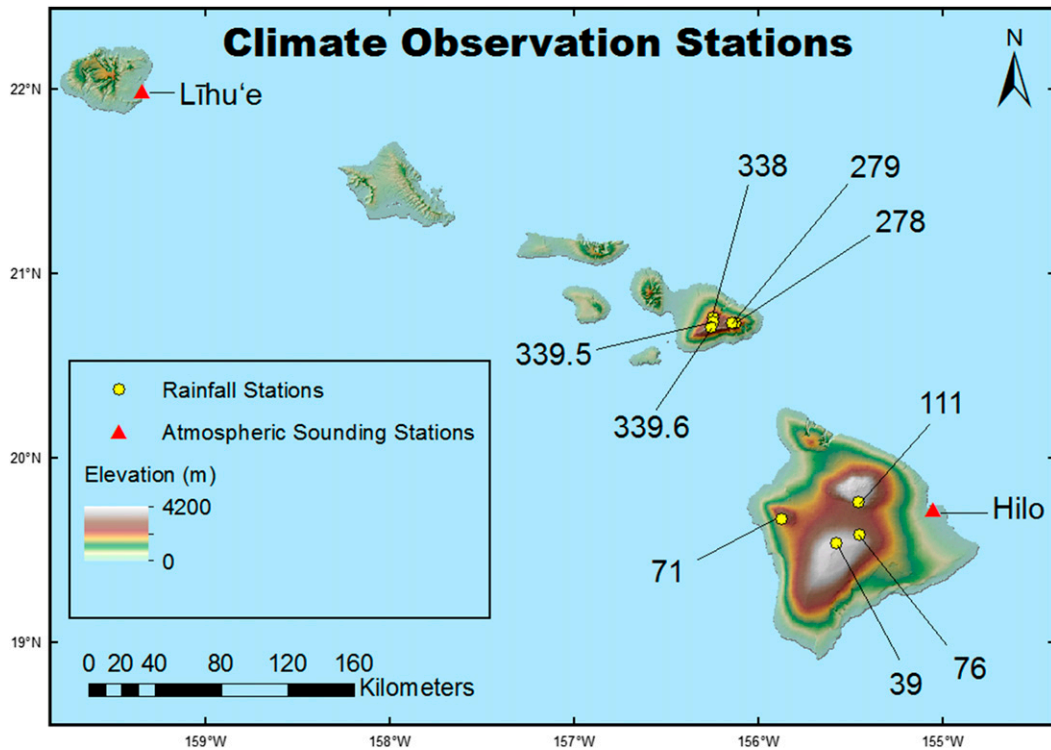 Climate Observation Stations
N
22°N
21°N
20°N
19°N
Līhuʻe
338
279
278
339.5
339.6
111
Hilo
71
76
39
Rainfall Stations
Atmospheric Sounding Stations
Elevation (m)
4200
0
0 20 40 80 120 160
Kilometers
159°W 158°W 157°W 156°W 155°W